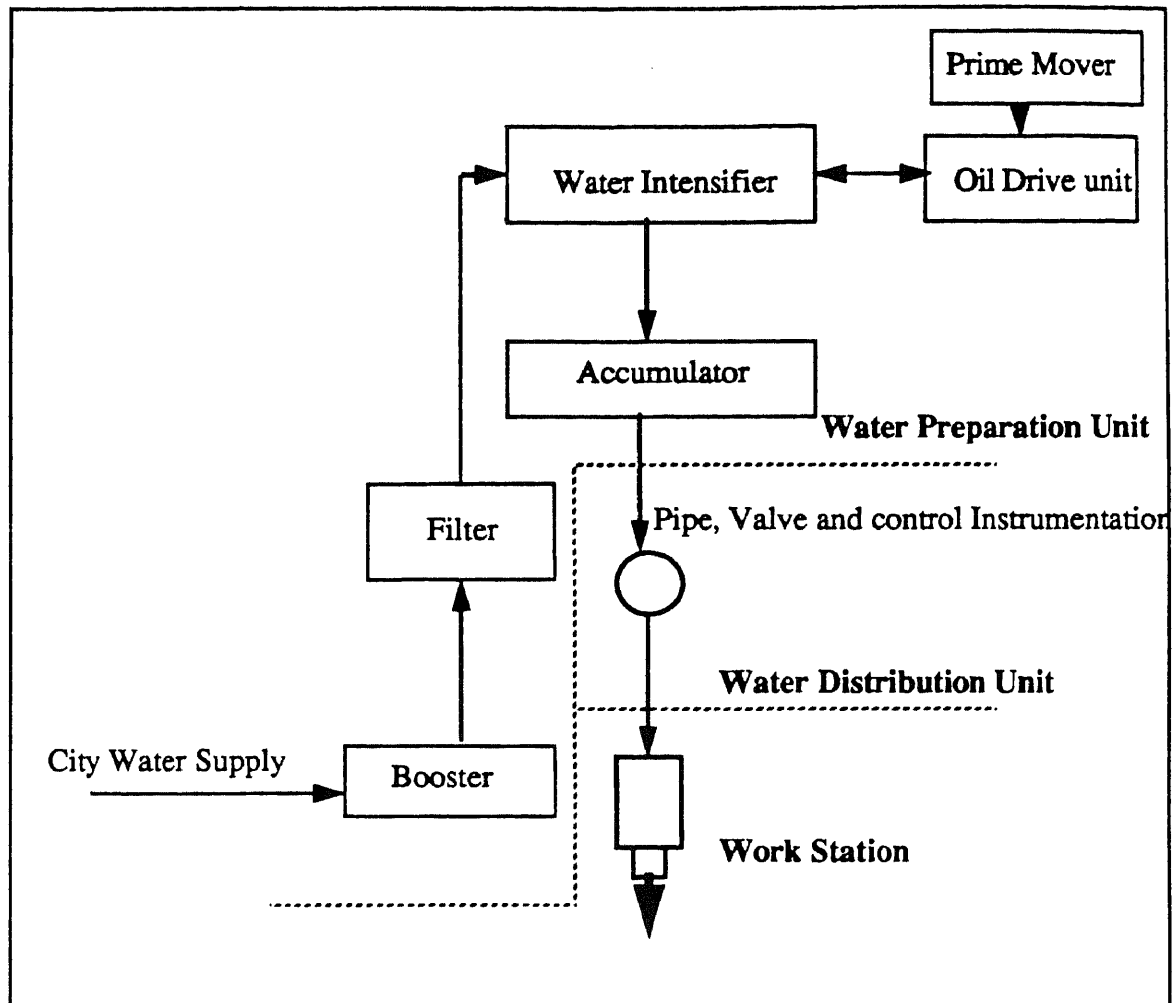 Prime Mover
Water Intensifier
Oil Drive unit
Accumulator
Water Preparation Unit
Filter
Pipe, Valve and control Instrumentation
Water Distribution Unit
City Water Supply
Booster
Work Station